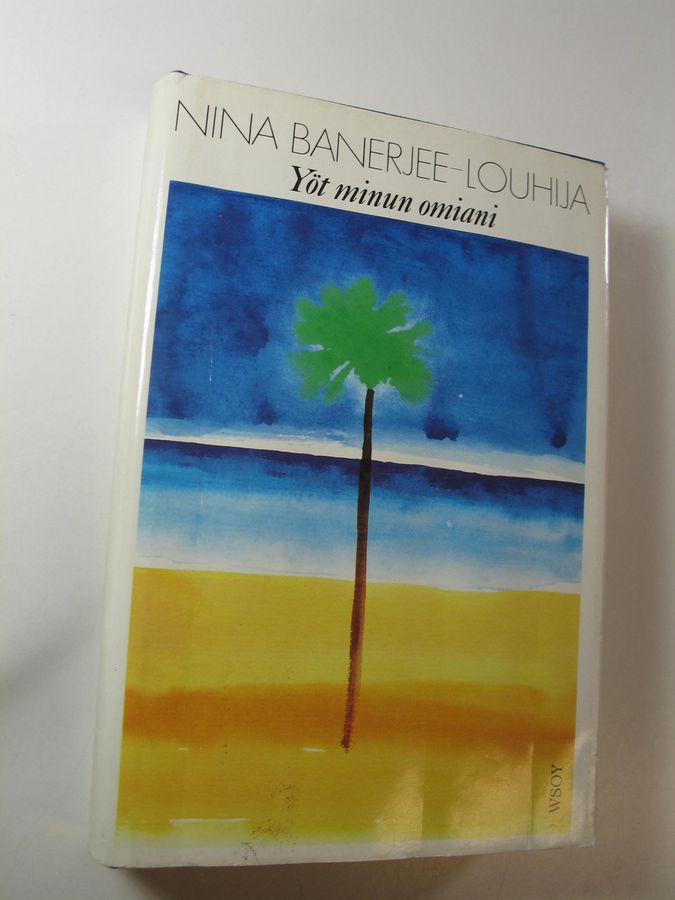 NINA BANERJEE-LOUHIJA
Yöt minun omiani
WSOY